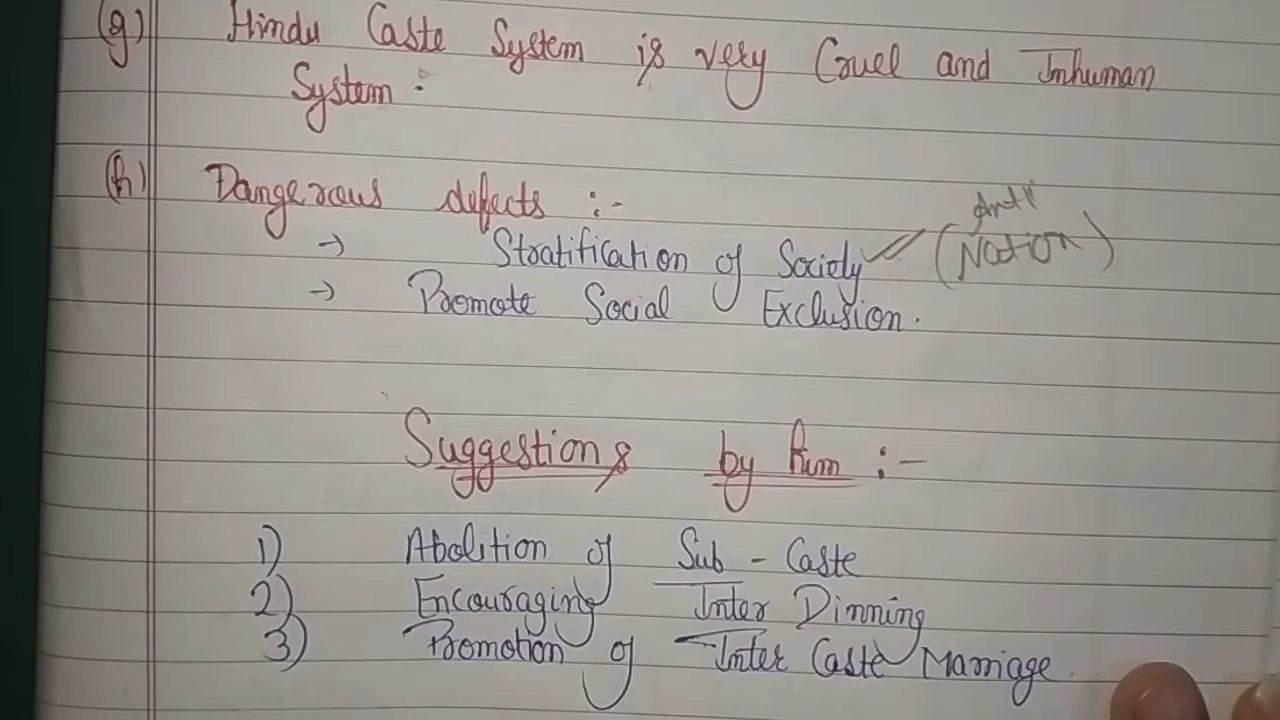 (g) Hindu Caste System is very Cruel and Inhuman
System :-
(h) Dangerous defects :-
Anti
→ Stratification of Society (Nation)
→ Promote Social Exclusion.
Suggestions by him :-
1) Abolition of Sub - Caste
2) Encouraging Inter Dinning
3) Promotion of Inter Caste Marriage.